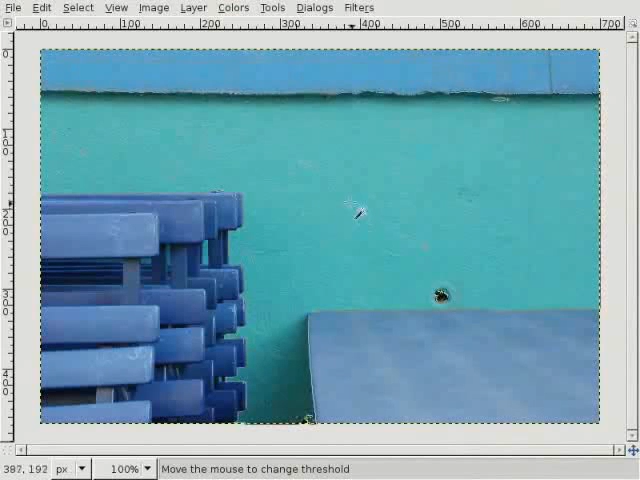 File Edit Select View Image Layer Colors Tools Dialogs Filters
0 100 200 300 400 500 600 700
387, 192 px 100% Move the mouse to change threshold